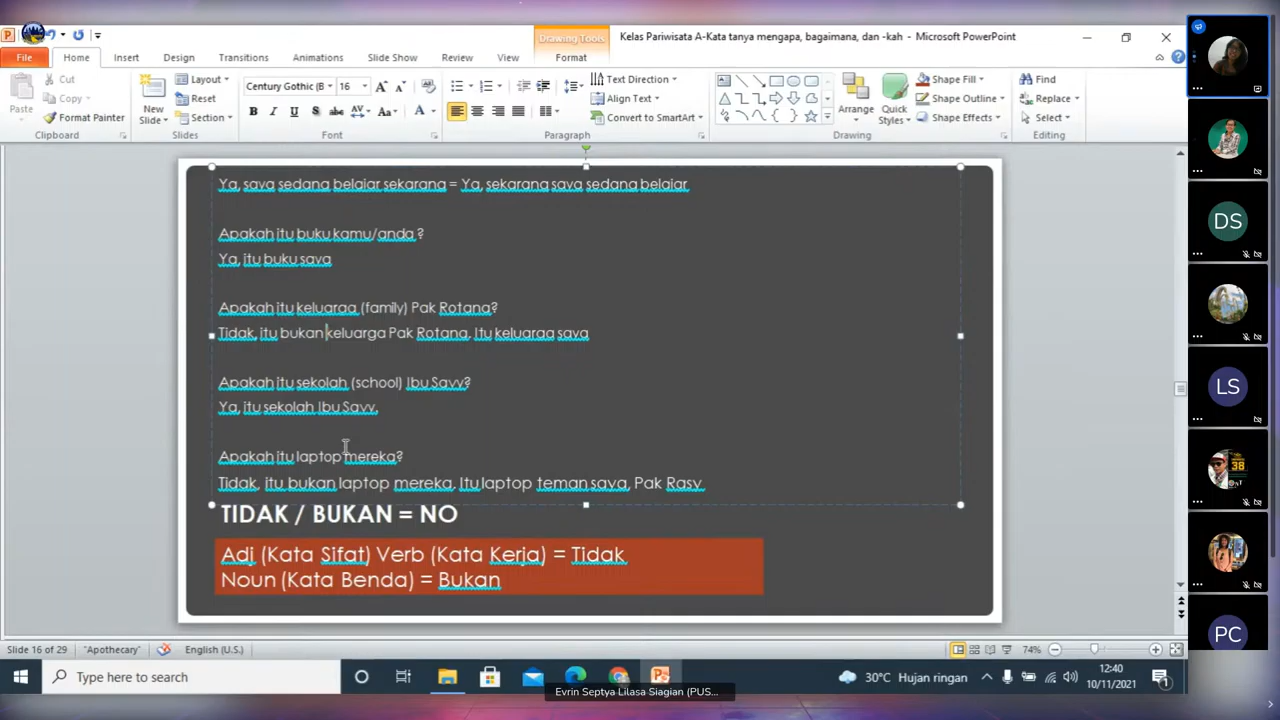 Kelas Pariwisata A-Kata tanya mengapa, bagaimana, dan -kah - Microsoft PowerPoint
Drawing Tools
File Home Insert Design Transitions Animations Slide Show Review View Format
Paste
Cut
Copy
Format Painter
Clipboard
New Slide
Layout
Reset
Section
Slides
Century Gothic (B 16
Font
Paragraph
Text Direction
Align Text
Convert to SmartArt
Arrange
Quick Styles
Shape Fill
Shape Outline
Shape Effects
Drawing
Find
Replace
Select
Editing
Ya, saya sedang belajar sekarang = Ya, sekarang saya sedang belajar
Apakah itu buku kamu/anda ?
Ya, itu buku saya
Apakah itu keluarga (family) Pak Rotana?
Tidak, itu bukan keluarga Pak Rotana. Itu keluarga saya
Apakah itu sekolah (school) Ibu Savy?
Ya, itu sekolah Ibu Savy.
Apakah itu laptop mereka?
Tidak, itu bukan laptop mereka. Itu laptop teman saya, Pak Rasy
TIDAK / BUKAN = NO
Adj (Kata Sifat) Verb (Kata Kerja) = Tidak
Noun (Kata Benda) = Bukan
DS
LS
38
PC
Slide 16 of 29
"Apothecary"
English (U.S.)
74%
Type here to search
30°C Hujan ringan
12:40
10/11/2021
Evrin Septya Lilasa Siagian (PUS...